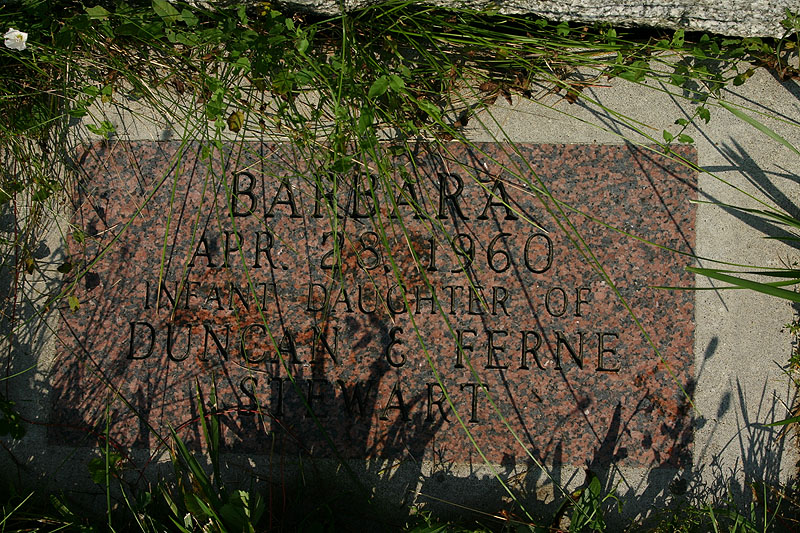 BARBARA
APR. 28, 1960
INFANT DAUGHTER OF
DUNCAN & FERNE
STEWART